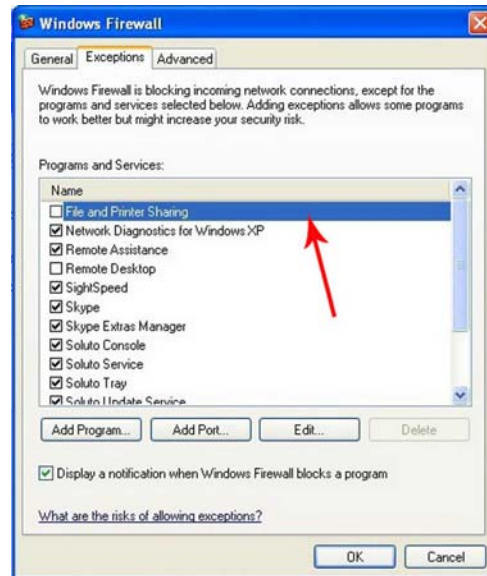 Windows Firewall
General Exceptions Advanced
Windows Firewall is blocking incoming network connections, except for the
programs and services selected below. Adding exceptions allows some programs
to work better but might increase your security risk.
Programs and Services:
Name
File and Printer Sharing
Network Diagnostics for Windows XP
Remote Assistance
Remote Desktop
SightSpeed
Skype
Skype Extras Manager
Soluto Console
Soluto Service
Soluto Tray
Soluto Update Service
Add Program... Add Port... Edit... Delete
Display a notification when Windows Firewall blocks a program
What are the risks of allowing exceptions?
OK Cancel